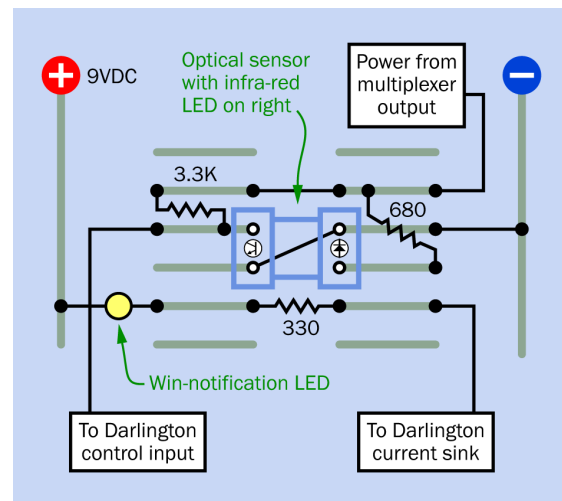 Optical sensor
with infra-red
LED on right
Power from
multiplexer
output
+ 9VDC
−
3.3K
680
330
Win-notification LED
To Darlington
control input
To Darlington
current sink